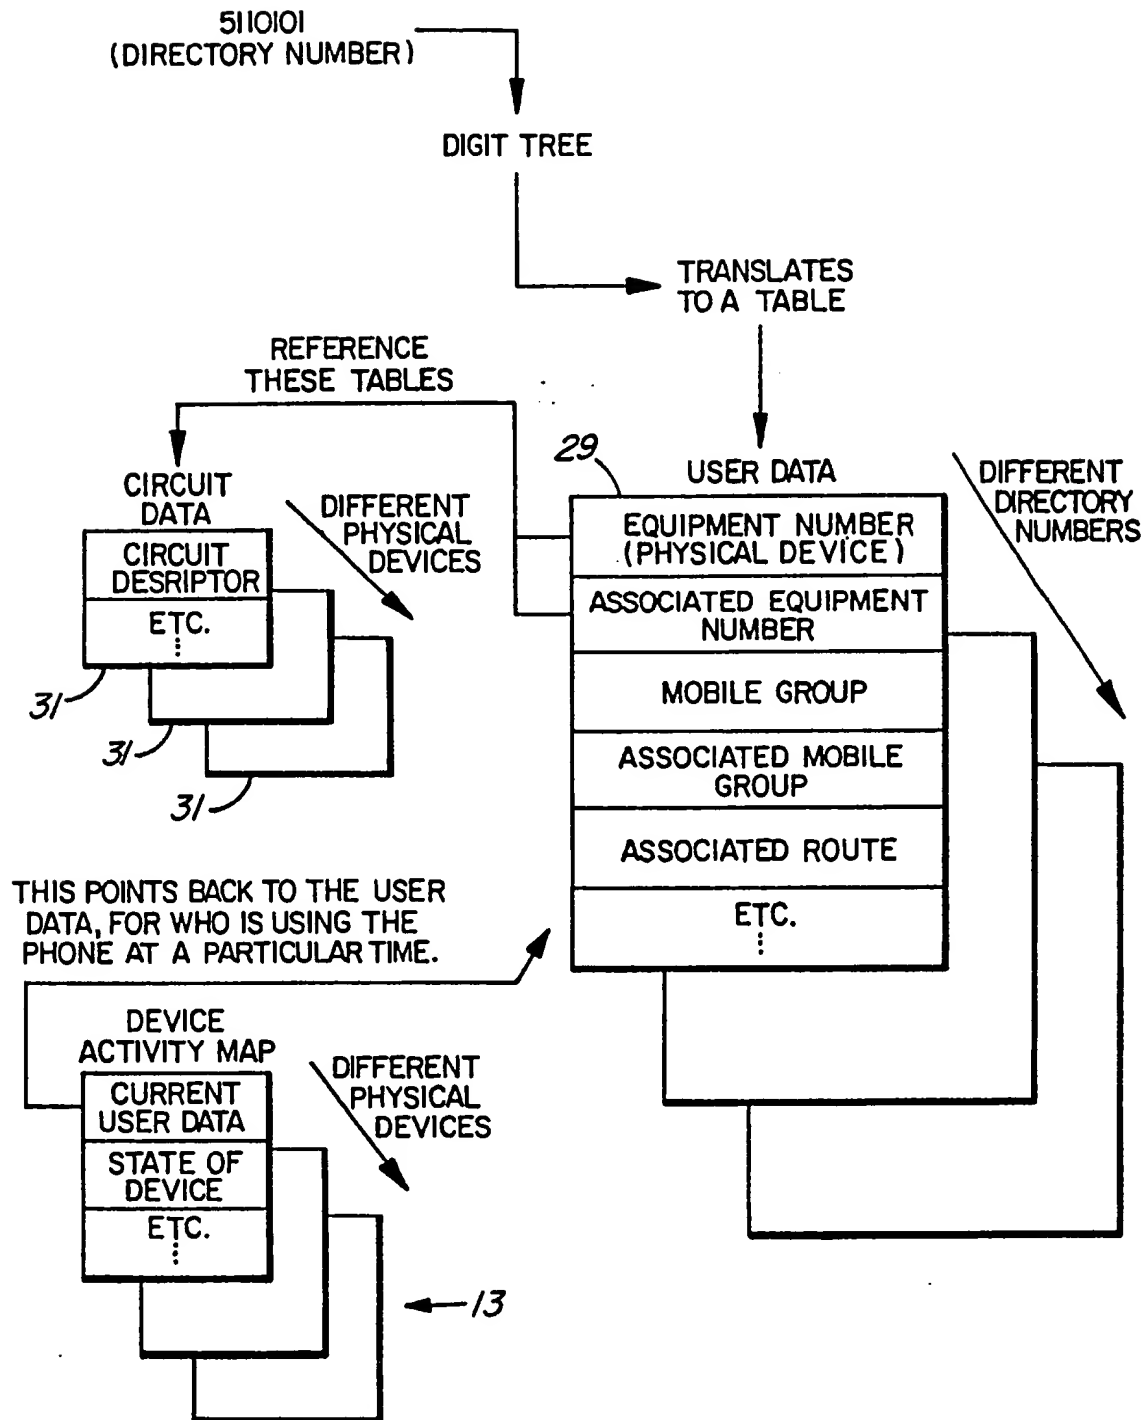 5110101
(DIRECTORY NUMBER)
DIGIT TREE
TRANSLATES
TO A TABLE
REFERENCE
THESE TABLES
29
USER DATA
DIFFERENT
DIRECTORY
NUMBERS
CIRCUIT
DATA
DIFFERENT
PHYSICAL
DEVICES
EQUIPMENT NUMBER
(PHYSICAL DEVICE)
CIRCUIT
DESRIPTOR
ETC.
ASSOCIATED EQUIPMENT
NUMBER
MOBILE GROUP
31
31
31
ASSOCIATED MOBILE
GROUP
ASSOCIATED ROUTE
ETC.
THIS POINTS BACK TO THE USER
DATA, FOR WHO IS USING THE
PHONE AT A PARTICULAR TIME.
DEVICE
ACTIVITY MAP
DIFFERENT
PHYSICAL
DEVICES
CURRENT
USER DATA
STATE OF
DEVICE
ETC.
13